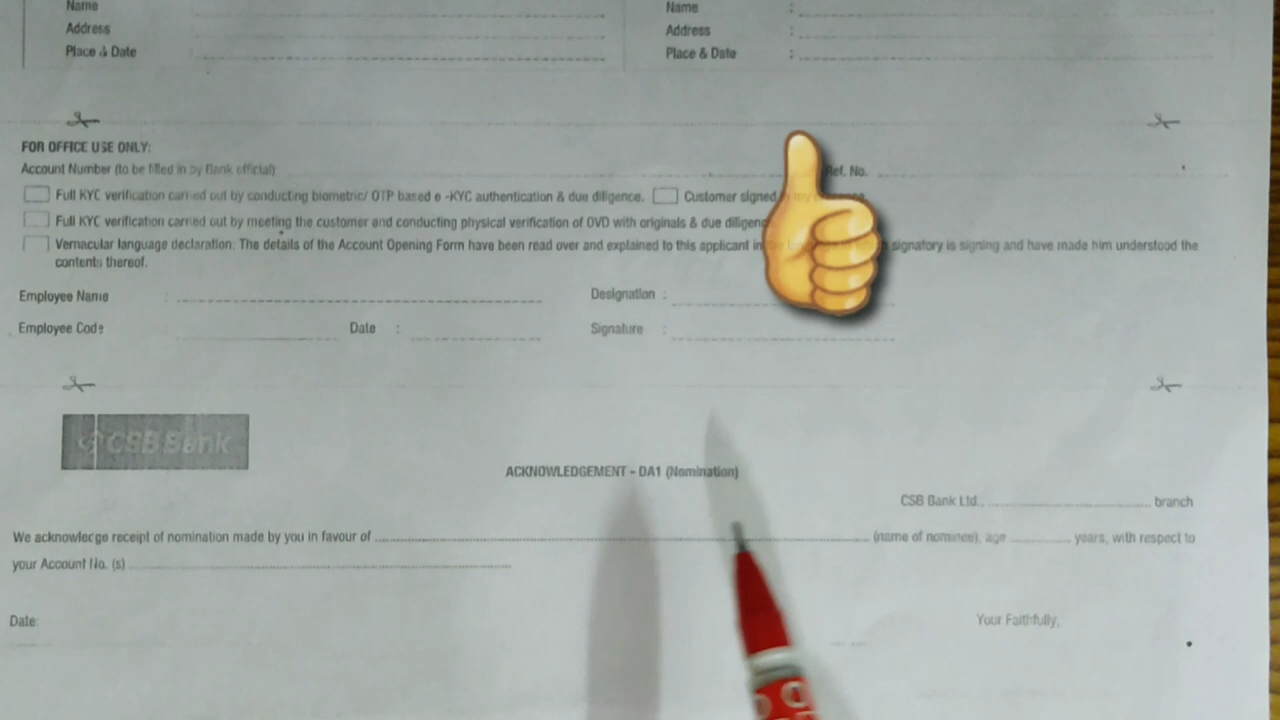 Name Name :
Address Address :
Place & Date Place & Date :
FOR OFFICE USE ONLY:
Account Number (to be filled in by Bank official) Ref. No.
Full KYC verification carried out by conducting biometric/ OTP based e -KYC authentication & due diligence. Customer signed
Full KYC verification carried out by meeting the customer and conducting physical verification of OVD with originals & due diligenc
Vernacular language declaration: The details of the Account Opening Form have been read over and explained to this applicant in signatory is signing and have made him understood the
contents thereof.
Employee Name : Designation :
Employee Code Date : Signature :
CSB Bank
ACKNOWLEDGEMENT - DA1 (Nomination)
CSB Bank Ltd., branch
We acknowledge receipt of nomination made by you in favour of (name of nominee), age years, with respect to
your Account No. (s)
Date: Your Faithfully,